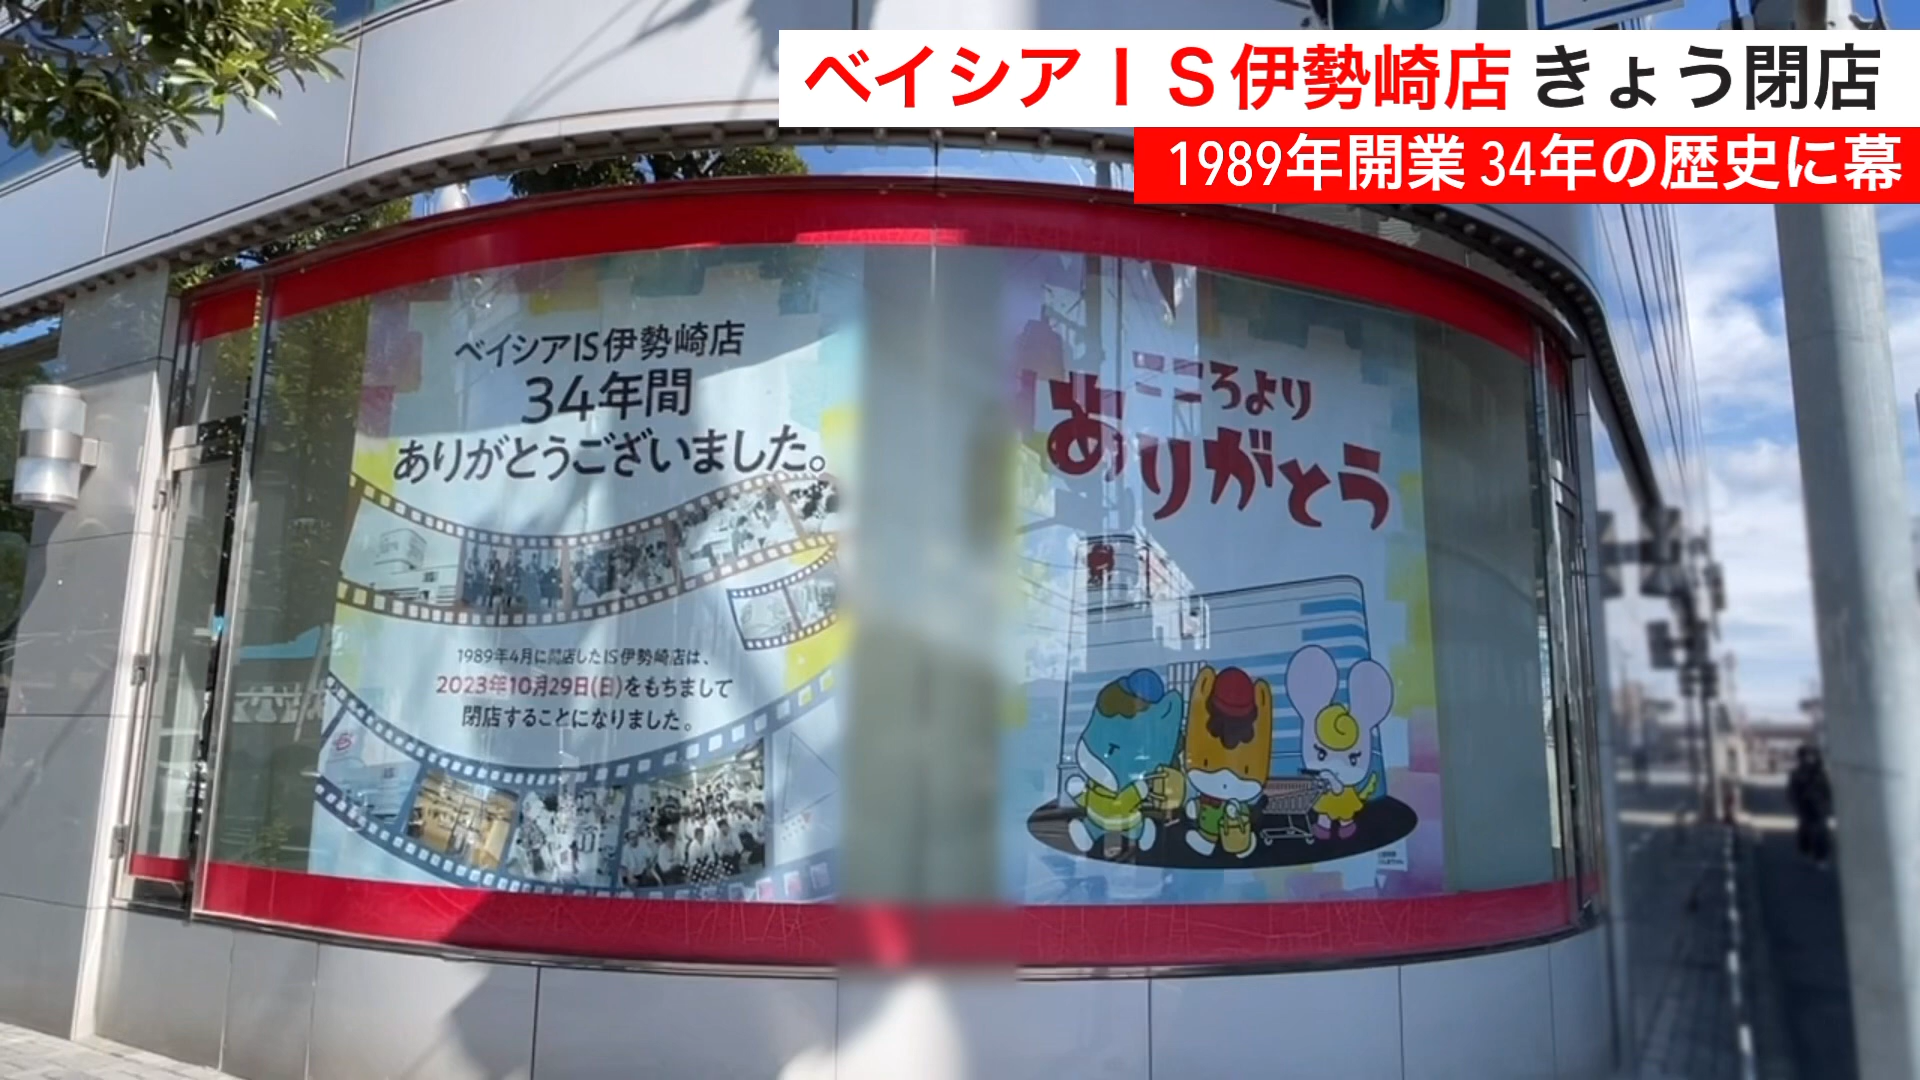 ベイシアＩＳ伊勢崎店 きょう閉店
1989年開業 34年の歴史に幕
ベイシアIS伊勢崎店
34年間
ありがとうございました。
1989年4月に開店したIS伊勢崎店は、
2023年10月29日(日)をもちまして
閉店することになりました。
こころより
ありがとう